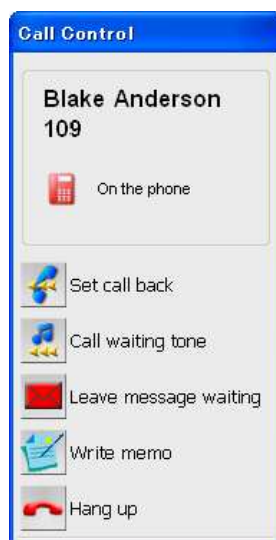 Call Control
Blake Anderson
109
On the phone
Set call back
Call waiting tone
Leave message waiting
Write memo
Hang up